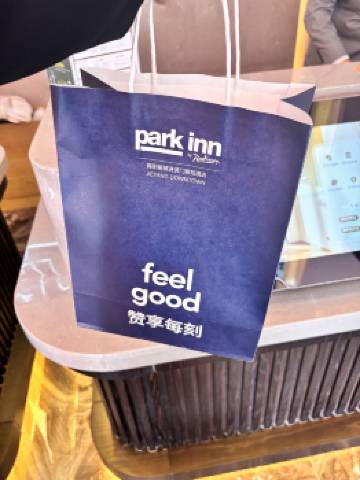 park inn
by Radisson
feel
good
赞享每刻